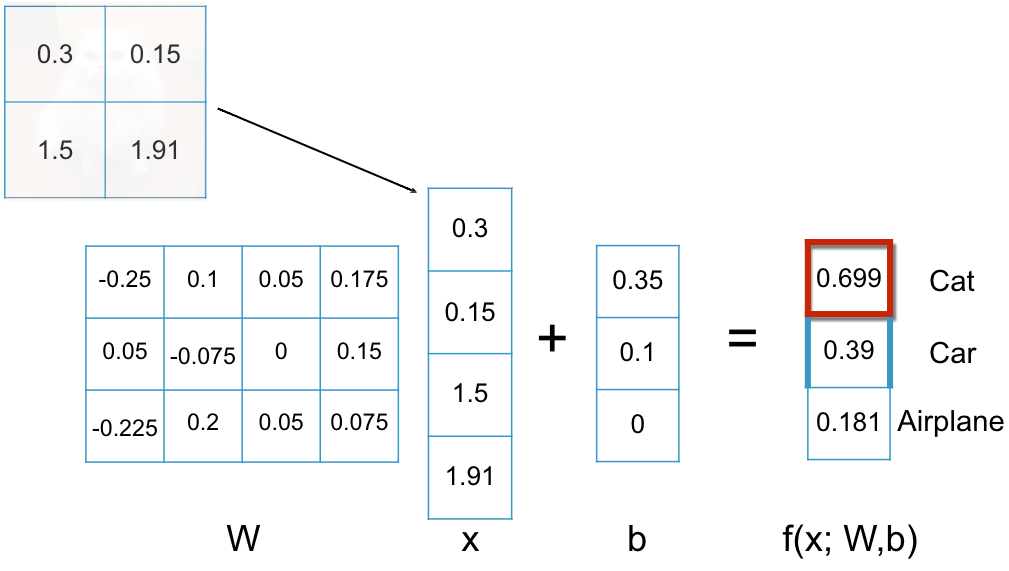 0.3 0.15
1.5 1.91
-0.25 0.1 0.05 0.175
0.05 -0.075 0 0.15
-0.225 0.2 0.05 0.075
0.3
0.15
1.5
1.91
+
0.35
0.1
0
=
0.699 Cat
0.39 Car
0.181 Airplane
W x b f(x; W,b)